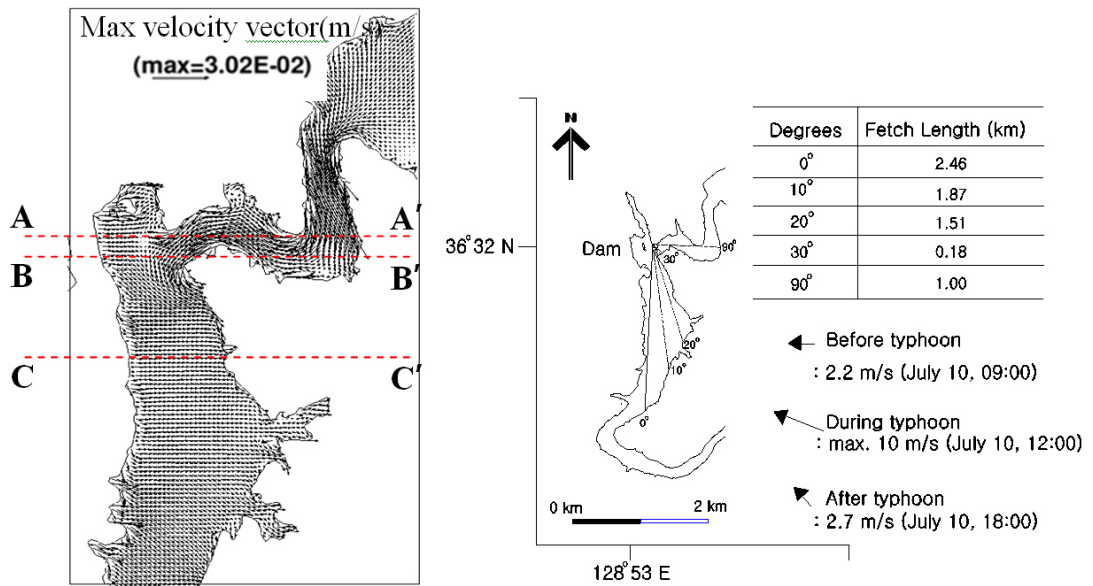 Max velocity vector(m/s)
(max=3.02E-02)
A A′
B B′
C C′
N
36°32 N
Dam
90°
30°
20°
10°
0°
0 km 2 km
128°53 E
Degrees Fetch Length (km)
0° 2.46
10° 1.87
20° 1.51
30° 0.18
90° 1.00
Before typhoon
: 2.2 m/s (July 10, 09:00)
During typhoon
: max. 10 m/s (July 10, 12:00)
After typhoon
: 2.7 m/s (July 10, 18:00)